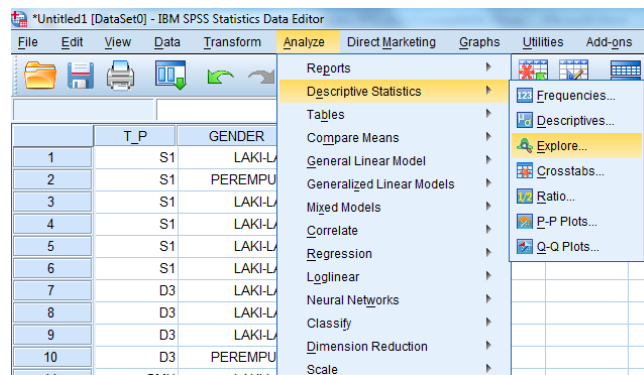 *Untitled1 [DataSet0] - IBM SPSS Statistics Data Editor
File Edit View Data Transform Analyze Direct Marketing Graphs Utilities Add-ons
Reports
Descriptive Statistics
Tables
Compare Means
General Linear Model
Generalized Linear Models
Mixed Models
Correlate
Regression
Loglinear
Neural Networks
Classify
Dimension Reduction
Scale
123 Frequencies...
Descriptives...
Explore...
Crosstabs...
1/2 Ratio...
P-P Plots...
Q-Q Plots...
T_P GENDER
1 S1 LAKI-LA
2 S1 PEREMPU
3 S1 LAKI-LA
4 S1 LAKI-LA
5 S1 LAKI-LA
6 S1 LAKI-LA
7 D3 LAKI-LA
8 D3 LAKI-LA
9 D3 LAKI-LA
10 D3 PEREMPU